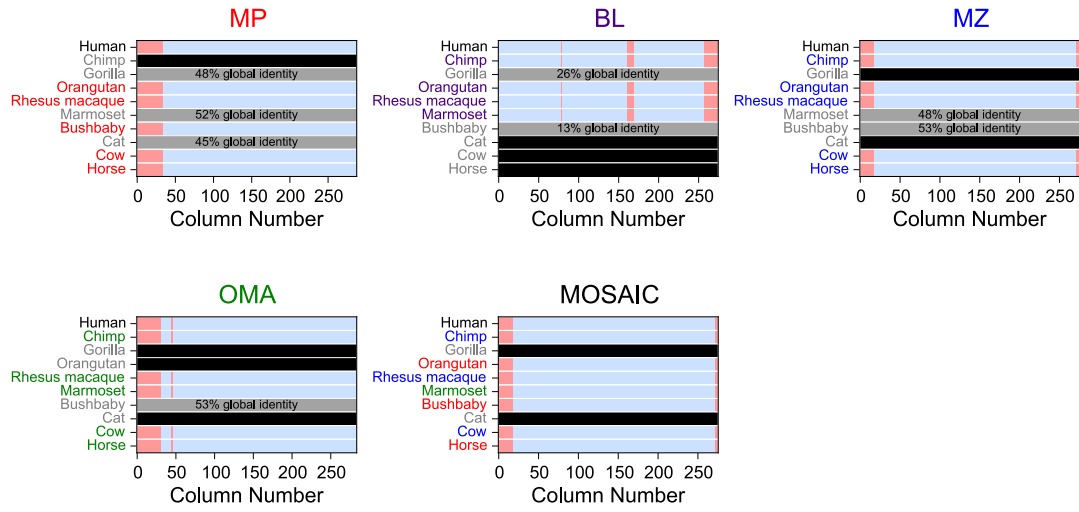 MP
Human
Chimp
Gorilla
48% global identity
Orangutan
Rhesus macaque
Marmoset
52% global identity
Bushbaby
Cat
45% global identity
Cow
Horse
0 50 100 150 200 250
Column Number
BL
Human
Chimp
Gorilla
26% global identity
Orangutan
Rhesus macaque
Marmoset
Bushbaby
13% global identity
Cat
Cow
Horse
0 50 100 150 200 250
Column Number
MZ
Human
Chimp
Gorilla
Orangutan
Rhesus macaque
Marmoset
48% global identity
Bushbaby
53% global identity
Cat
Cow
Horse
0 50 100 150 200 250
Column Number
OMA
Human
Chimp
Gorilla
Orangutan
Rhesus macaque
Marmoset
Bushbaby
53% global identity
Cat
Cow
Horse
0 50 100 150 200 250
Column Number
MOSAIC
Human
Chimp
Gorilla
Orangutan
Rhesus macaque
Marmoset
Bushbaby
Cat
Cow
Horse
0 50 100 150 200 250
Column Number